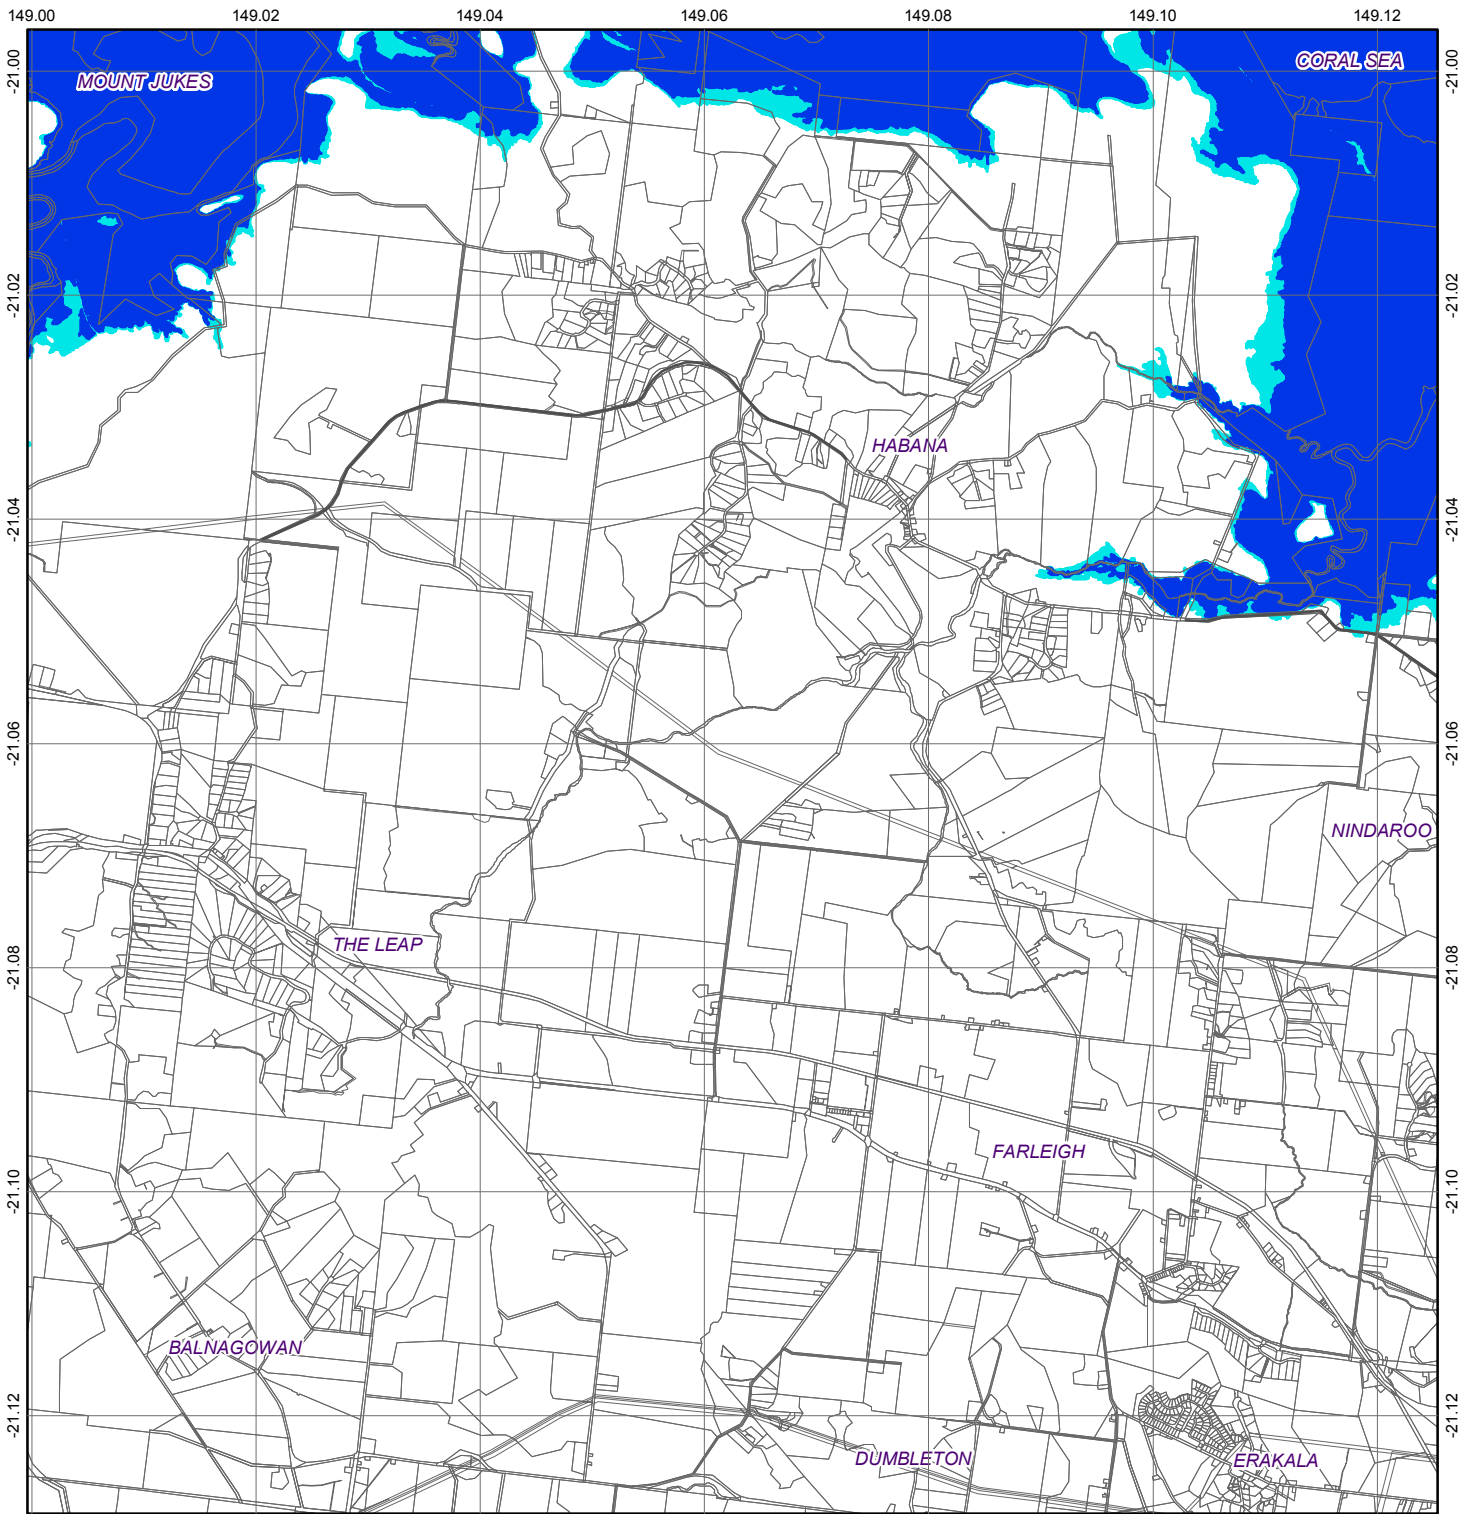 149.00 149.02 149.04 149.06 149.08 149.10 149.12
-21.00 -21.00
CORAL SEA
MOUNT JUKES
-21.02 -21.02
HABANA
-21.04 -21.04
-21.06 -21.06
NINDAROO
THE LEAP
-21.08 -21.08
FARLEIGH
-21.10 -21.10
BALNAGOWAN
-21.12 -21.12
DUMBLETON
ERAKALA